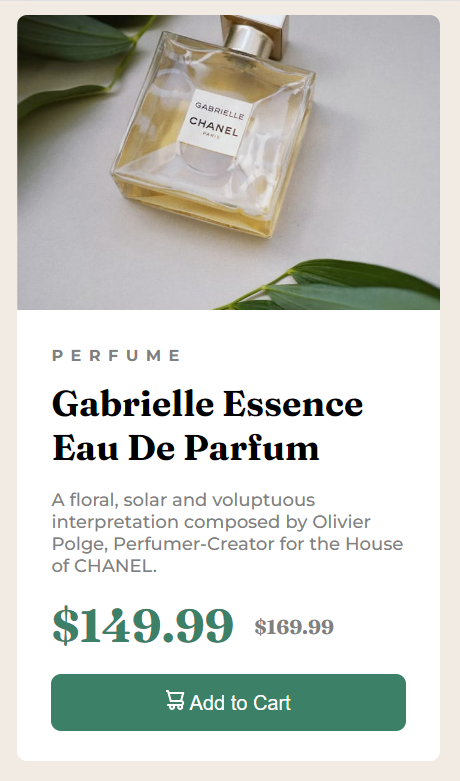 GABRIELLE
CHANEL
PARIS
PERFUME
Gabrielle Essence
Eau De Parfum
A floral, solar and voluptuous
interpretation composed by Olivier
Polge, Perfumer-Creator for the House
of CHANEL.
$149.99 $169.99
Add to Cart